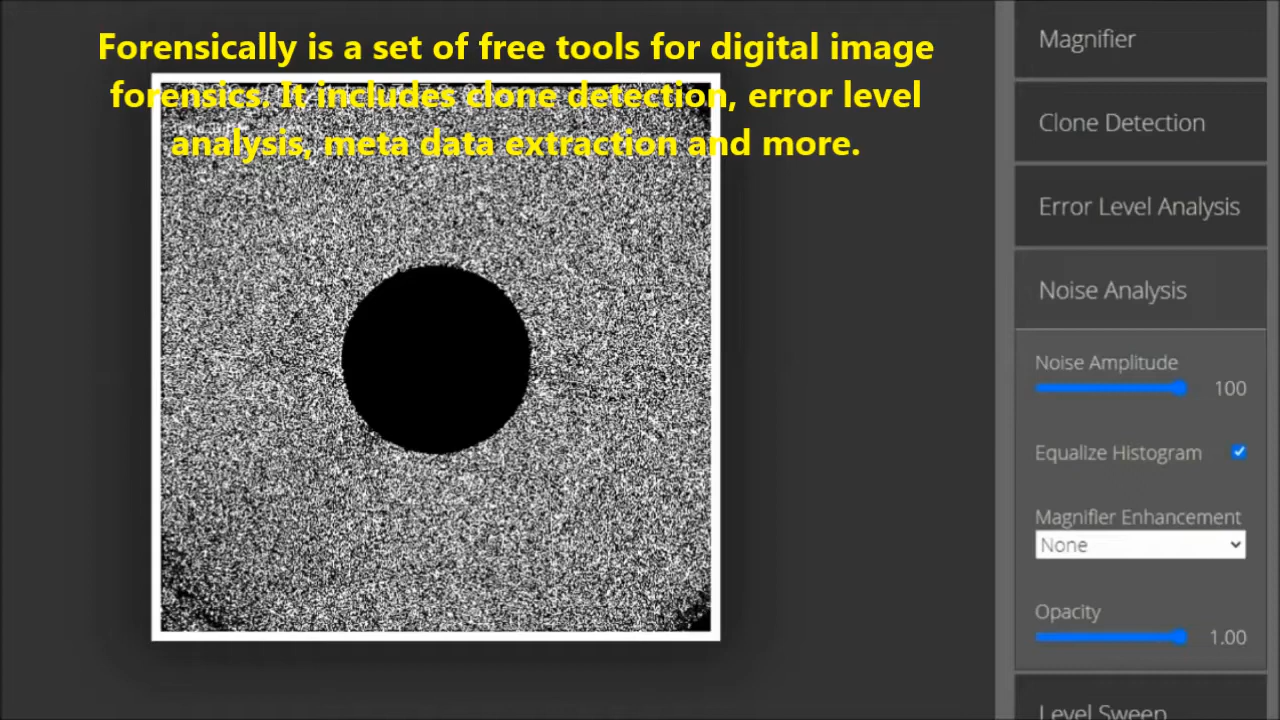 Forensically is a set of free tools for digital image
forensics. It includes clone detection, error level
analysis, meta data extraction and more.
Magnifier
Clone Detection
Error Level Analysis
Noise Analysis
Noise Amplitude
100
Equalize Histogram
Magnifier Enhancement
None
Opacity
1.00
Level Sweep